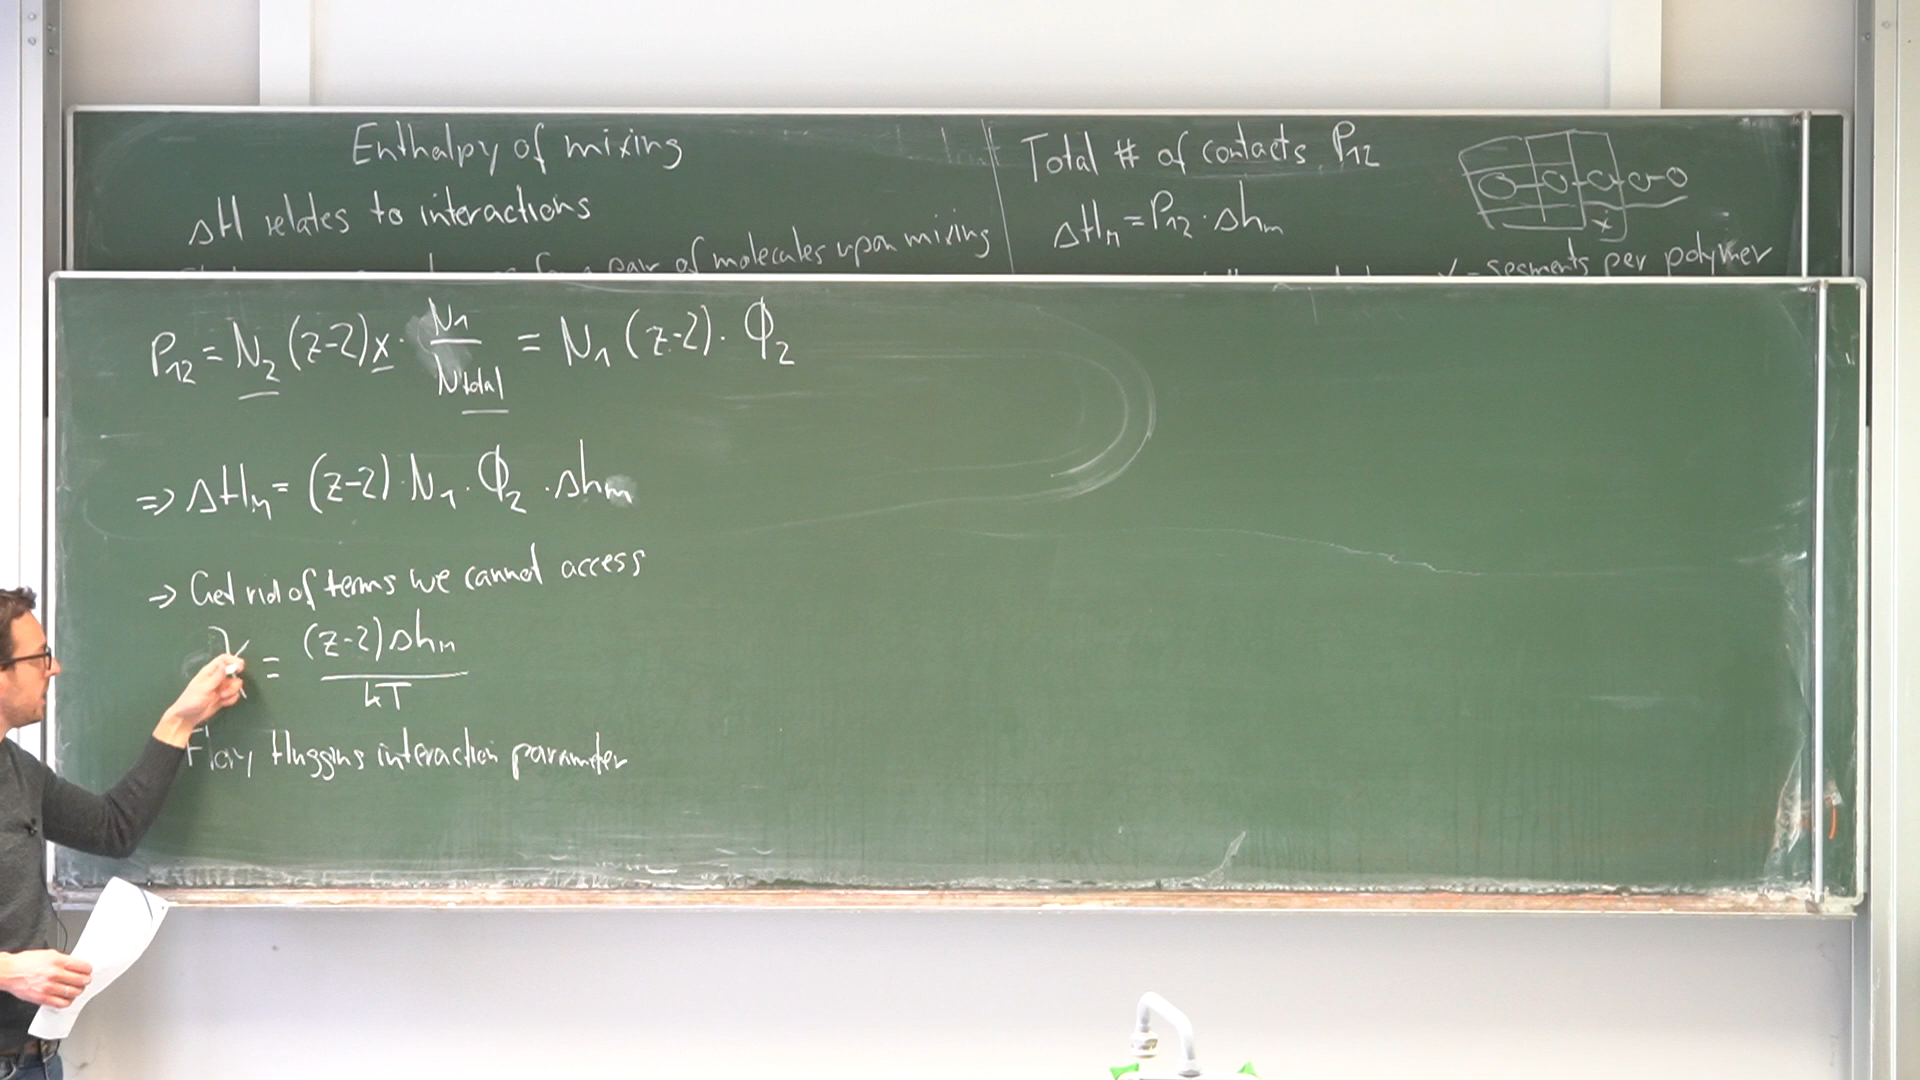 Enthalpy of mixing
ΔH relates to interactions
pair of molecules upon mixing
Total # of contacts P₁₂
ΔHₘ = P₁₂ · Δhₘ
x
- segments per polymer
P₁₂ = N₂ (z-2) x · N₁ / Ntotal = N₁ (z-2) · Φ₂
=> ΔHₘ = (z-2) · N₁ · Φ₂ · Δhₘ
→ Get rid of terms we cannot access
χ = (z-2) Δhₘ / kT
Flory Huggins interaction parameter